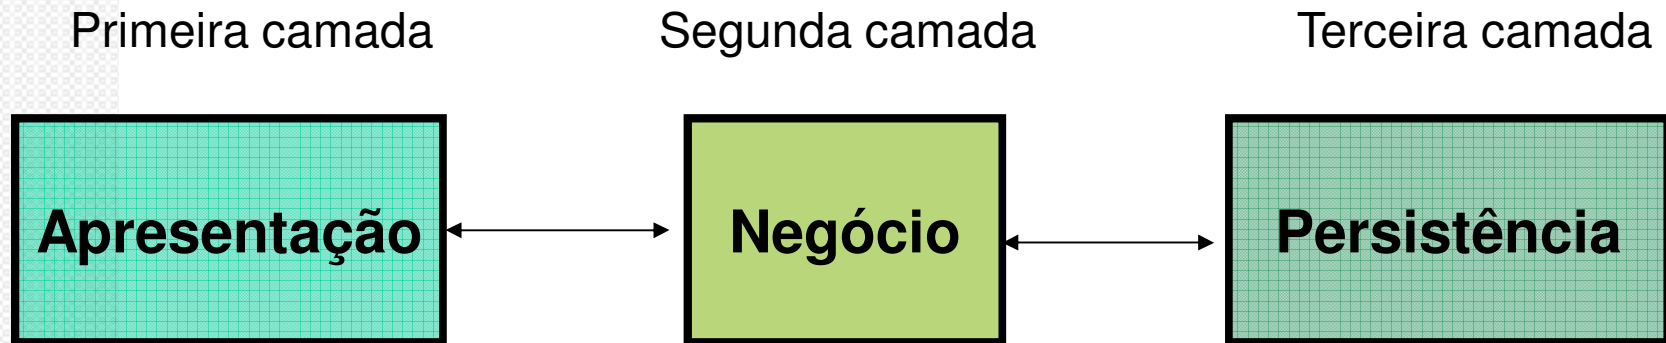 Primeira camada
Segunda camada
Terceira camada
Apresentação
Negócio
Persistência